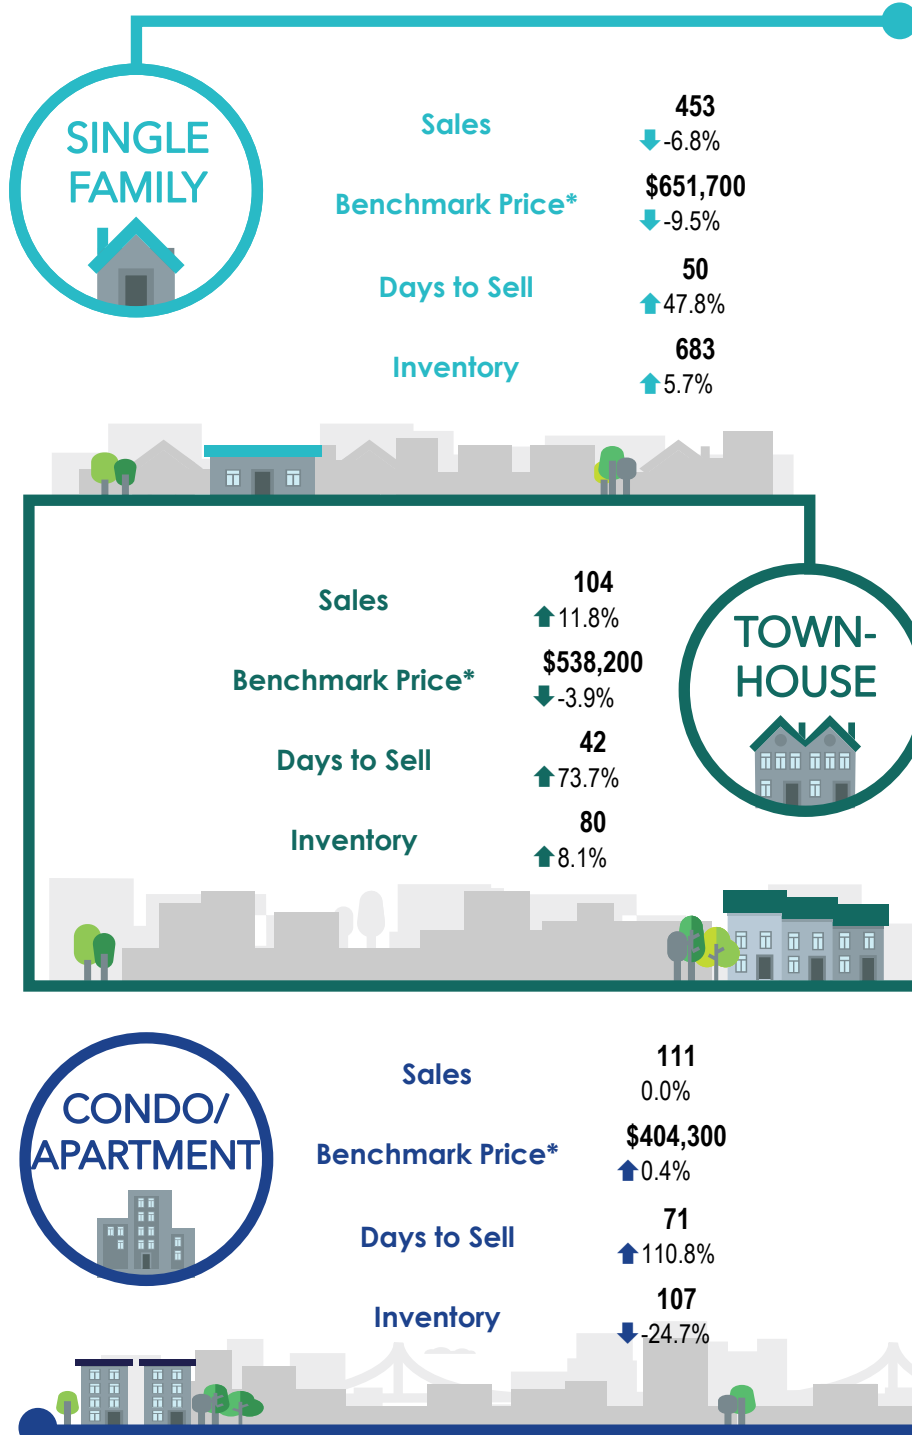 SINGLE
FAMILY
Sales
453
-6.8%
Benchmark Price*
$651,700
-9.5%
Days to Sell
50
47.8%
Inventory
683
5.7%
TOWN-
HOUSE
Sales
104
11.8%
Benchmark Price*
$538,200
-3.9%
Days to Sell
42
73.7%
Inventory
80
8.1%
CONDO/
APARTMENT
Sales
111
0.0%
Benchmark Price*
$404,300
0.4%
Days to Sell
71
110.8%
Inventory
107
-24.7%